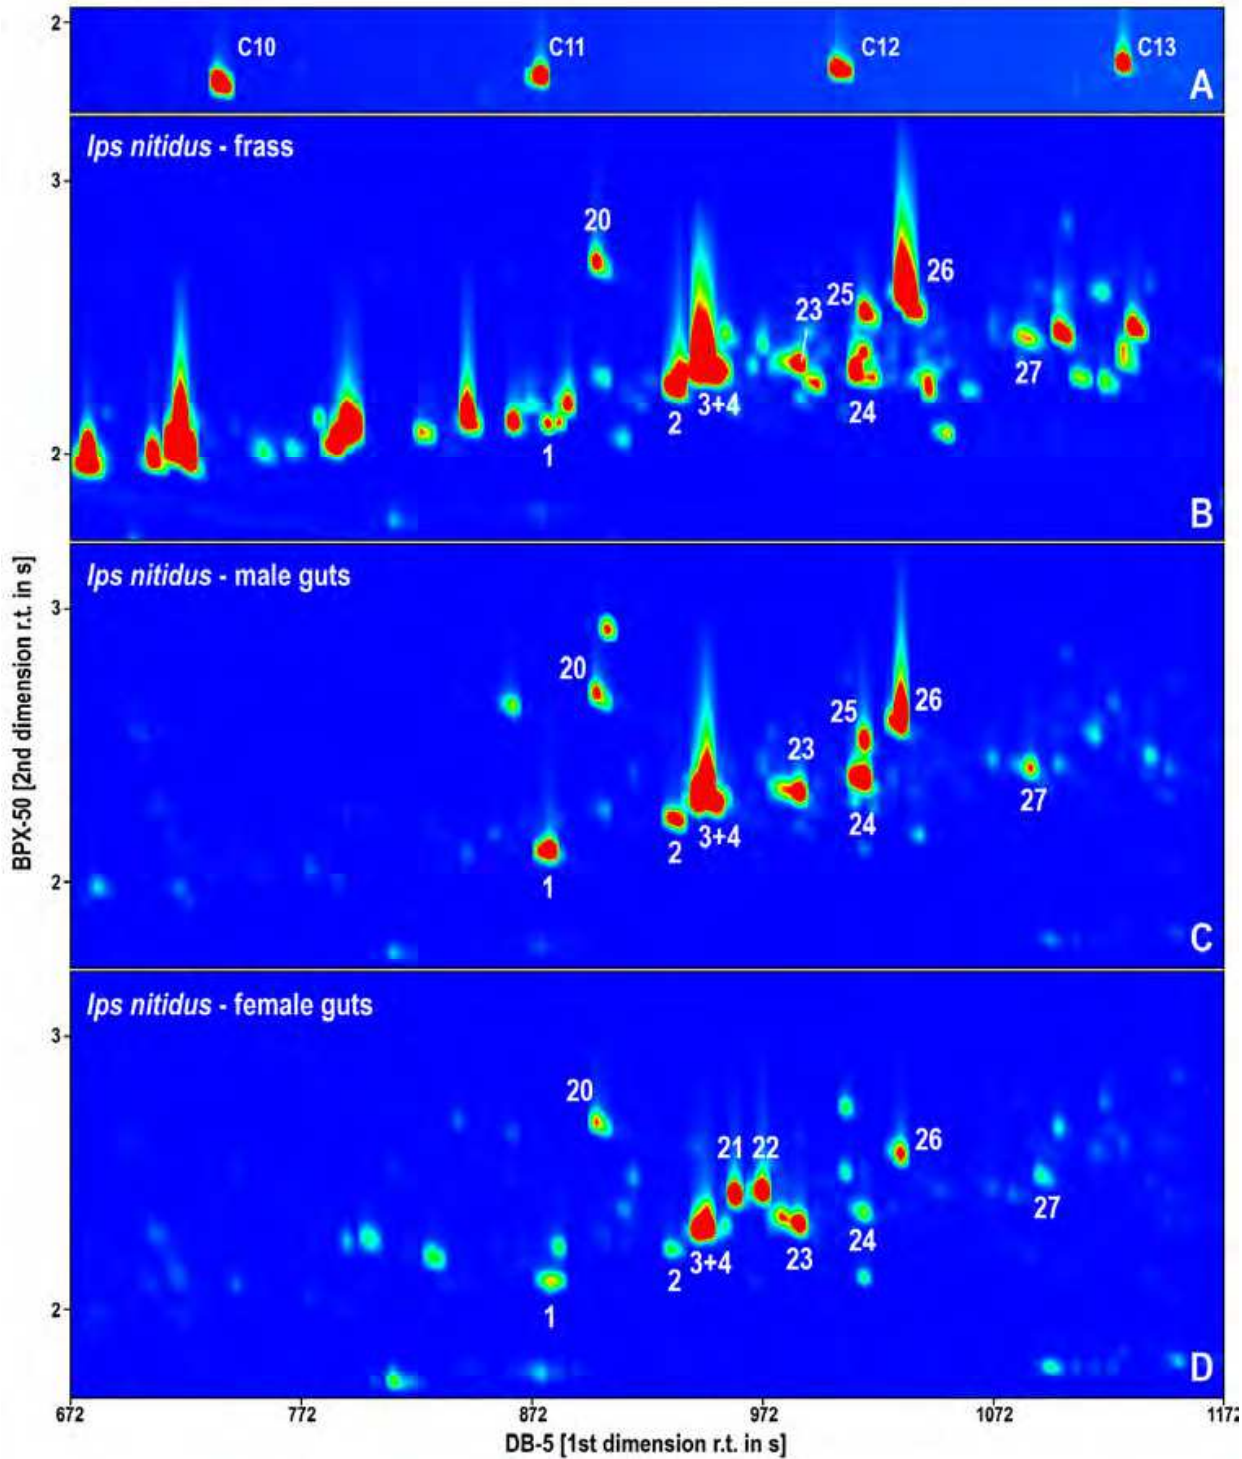 2
C10
C11
C12
C13
A
Ips nitidus - frass
3
20
26
25
23
27
2
3+4
24
1
2
B
Ips nitidus - male guts
3
20
26
25
23
27
24
2
3+4
1
2
C
Ips nitidus - female guts
3
20
21 22
26
27
24
23
3+4
2
1
2
D
BPX-50 [2nd dimension r.t. in s]
672 772 872 972 1072 1172
DB-5 [1st dimension r.t. in s]